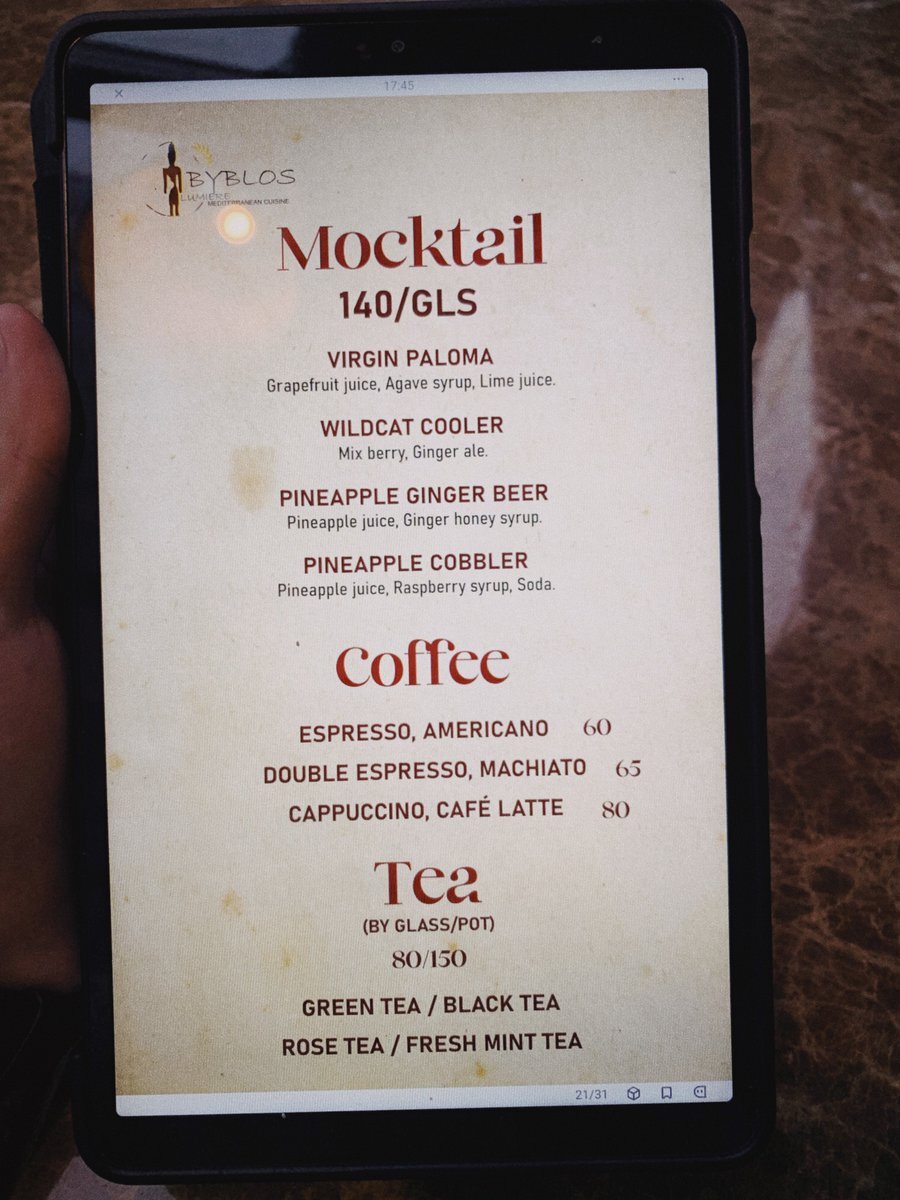 17.45
BYBLOS
LUMIERE
MEDITERRANEAN CUISINE
Mocktail
140/GLS
VIRGIN PALOMA
Grapefruit juice, Agave syrup, Lime juice.
WILDCAT COOLER
Mix berry, Ginger ale.
PINEAPPLE GINGER BEER
Pineapple juice, Ginger honey syrup.
PINEAPPLE COBBLER
Pineapple juice, Raspberry syrup, Soda.
Coffee
ESPRESSO, AMERICANO 60
DOUBLE ESPRESSO, MACHIATO 65
CAPPUCCINO, CAFÉ LATTE 80
Tea
(BY GLASS/POT)
80/150
GREEN TEA / BLACK TEA
ROSE TEA / FRESH MINT TEA
21/31